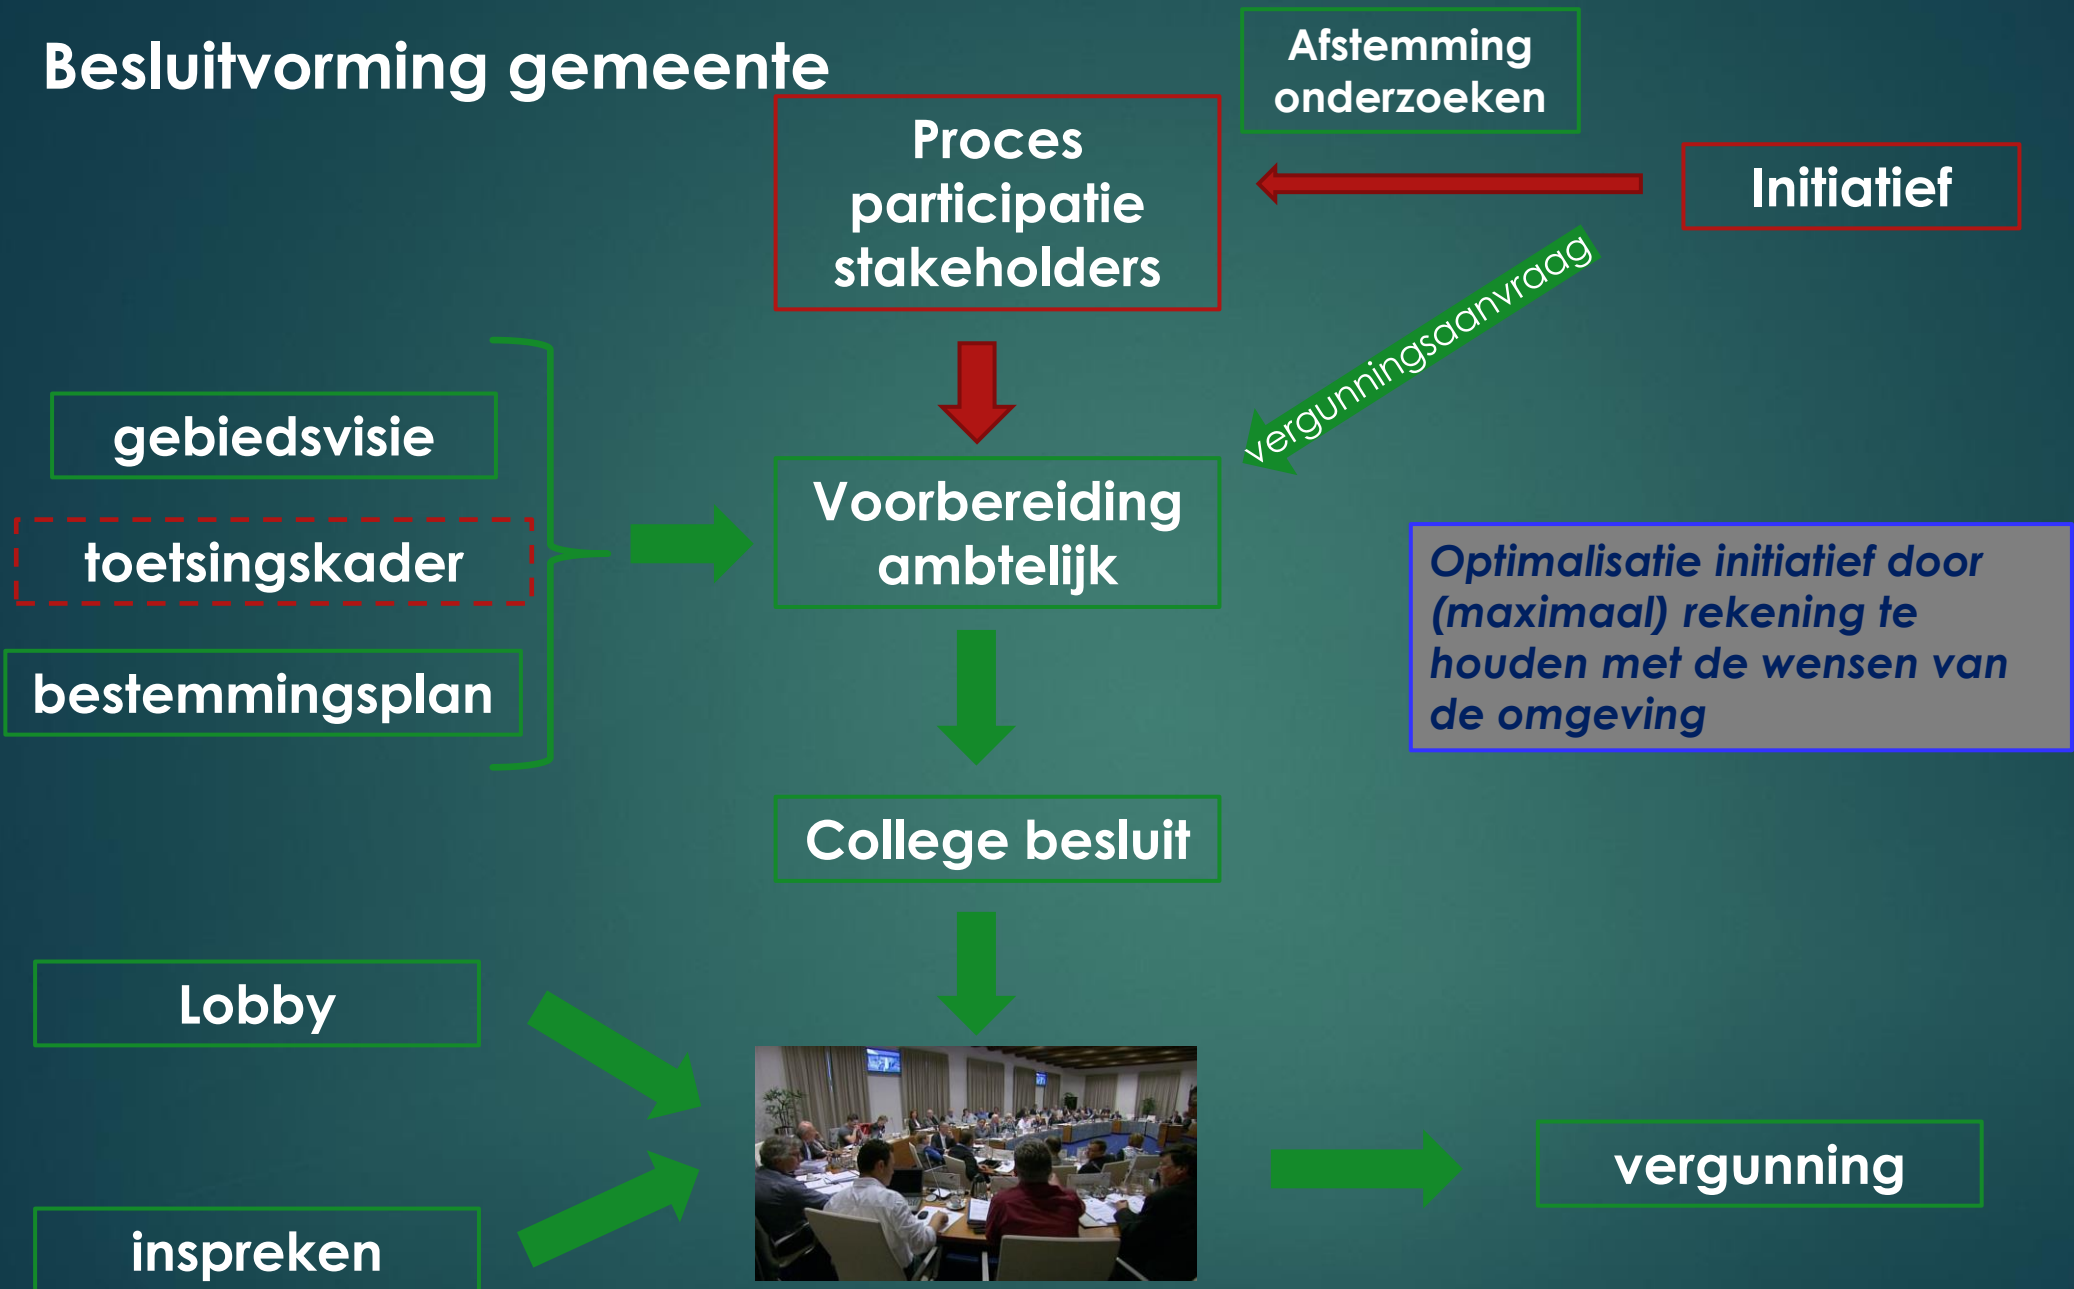 Besluitvorming gemeente
Afstemming
onderzoeken
Proces
participatie
stakeholders
Initiatief
vergunningsaanvraag
gebiedsvisie
toetsingskader
bestemmingsplan
Voorbereiding
ambtelijk
Optimalisatie initiatief door
(maximaal) rekening te
houden met de wensen van
de omgeving
College besluit
Lobby
inspreken
vergunning